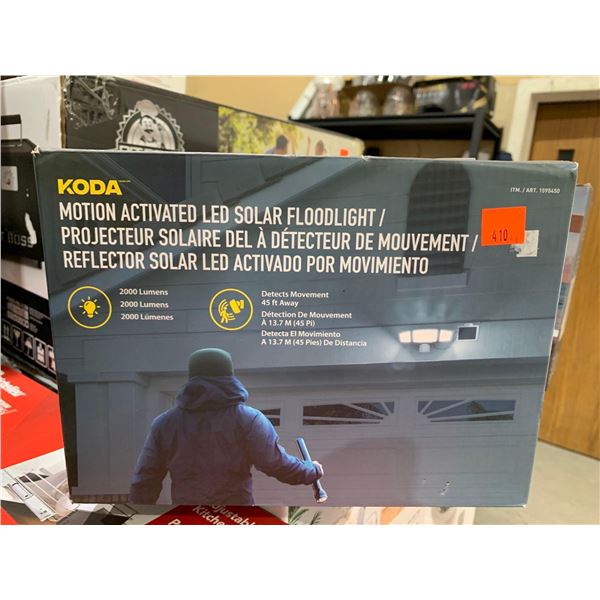 KODA
ITM. / ART. 1595450
MOTION ACTIVATED LED SOLAR FLOODLIGHT /
PROJECTEUR SOLAIRE DEL À DÉTECTEUR DE MOUVEMENT /
REFLECTOR SOLAR LED ACTIVADO POR MOVIMIENTO
410
2000 Lumens
2000 Lumens
2000 Lúmenes
Detects Movement
45 ft Away
Détection De Mouvement
À 13.7 M (45 Pi)
Detecta El Movimiento
A 13.7 M (45 Pies) De Distancia
BOSS